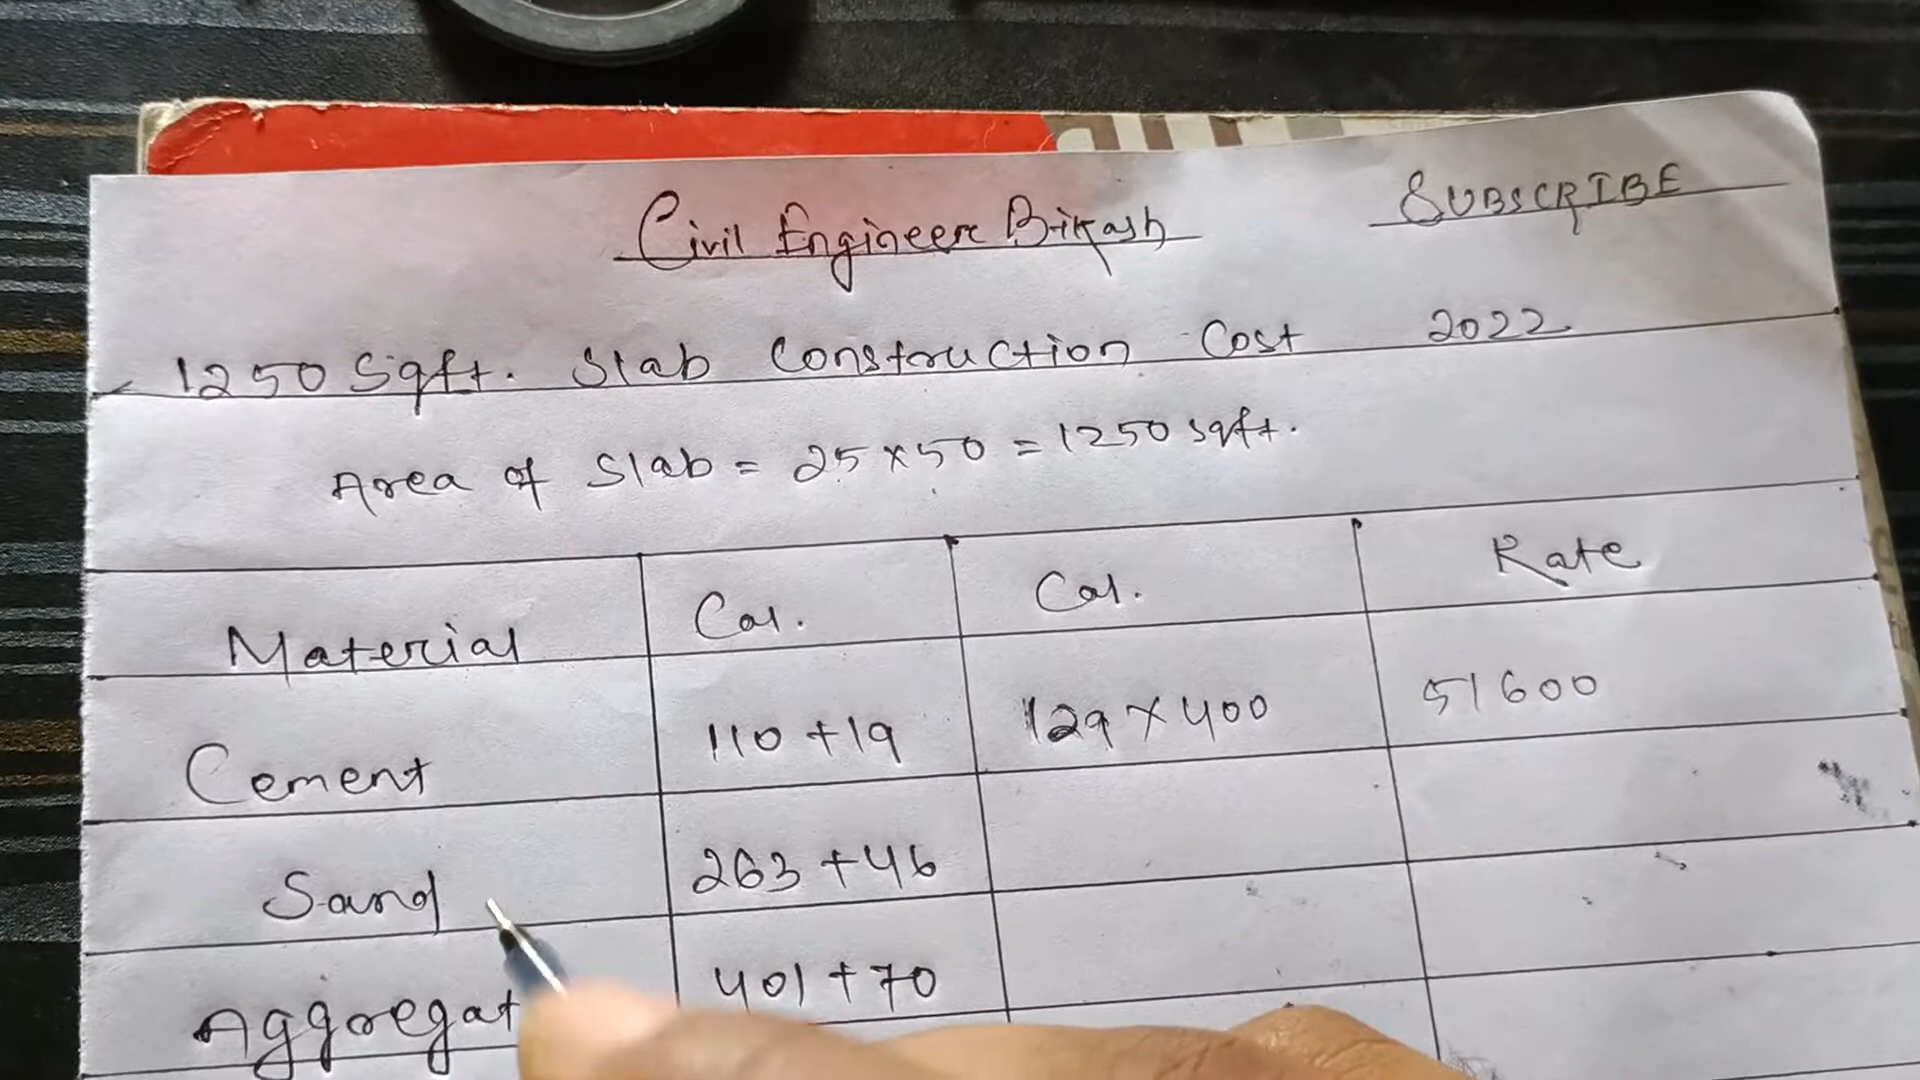 Civil Engineer Bikash SUBSCRIBE
1250 Sqft. Slab Construction Cost 2022
Area of Slab = 25 × 50 = 1250 sqft.
Material Cal. Cal. Rate
Cement 110 + 19 129 × 400 51600
Sand 263 + 46
Aggregat 401 + 70